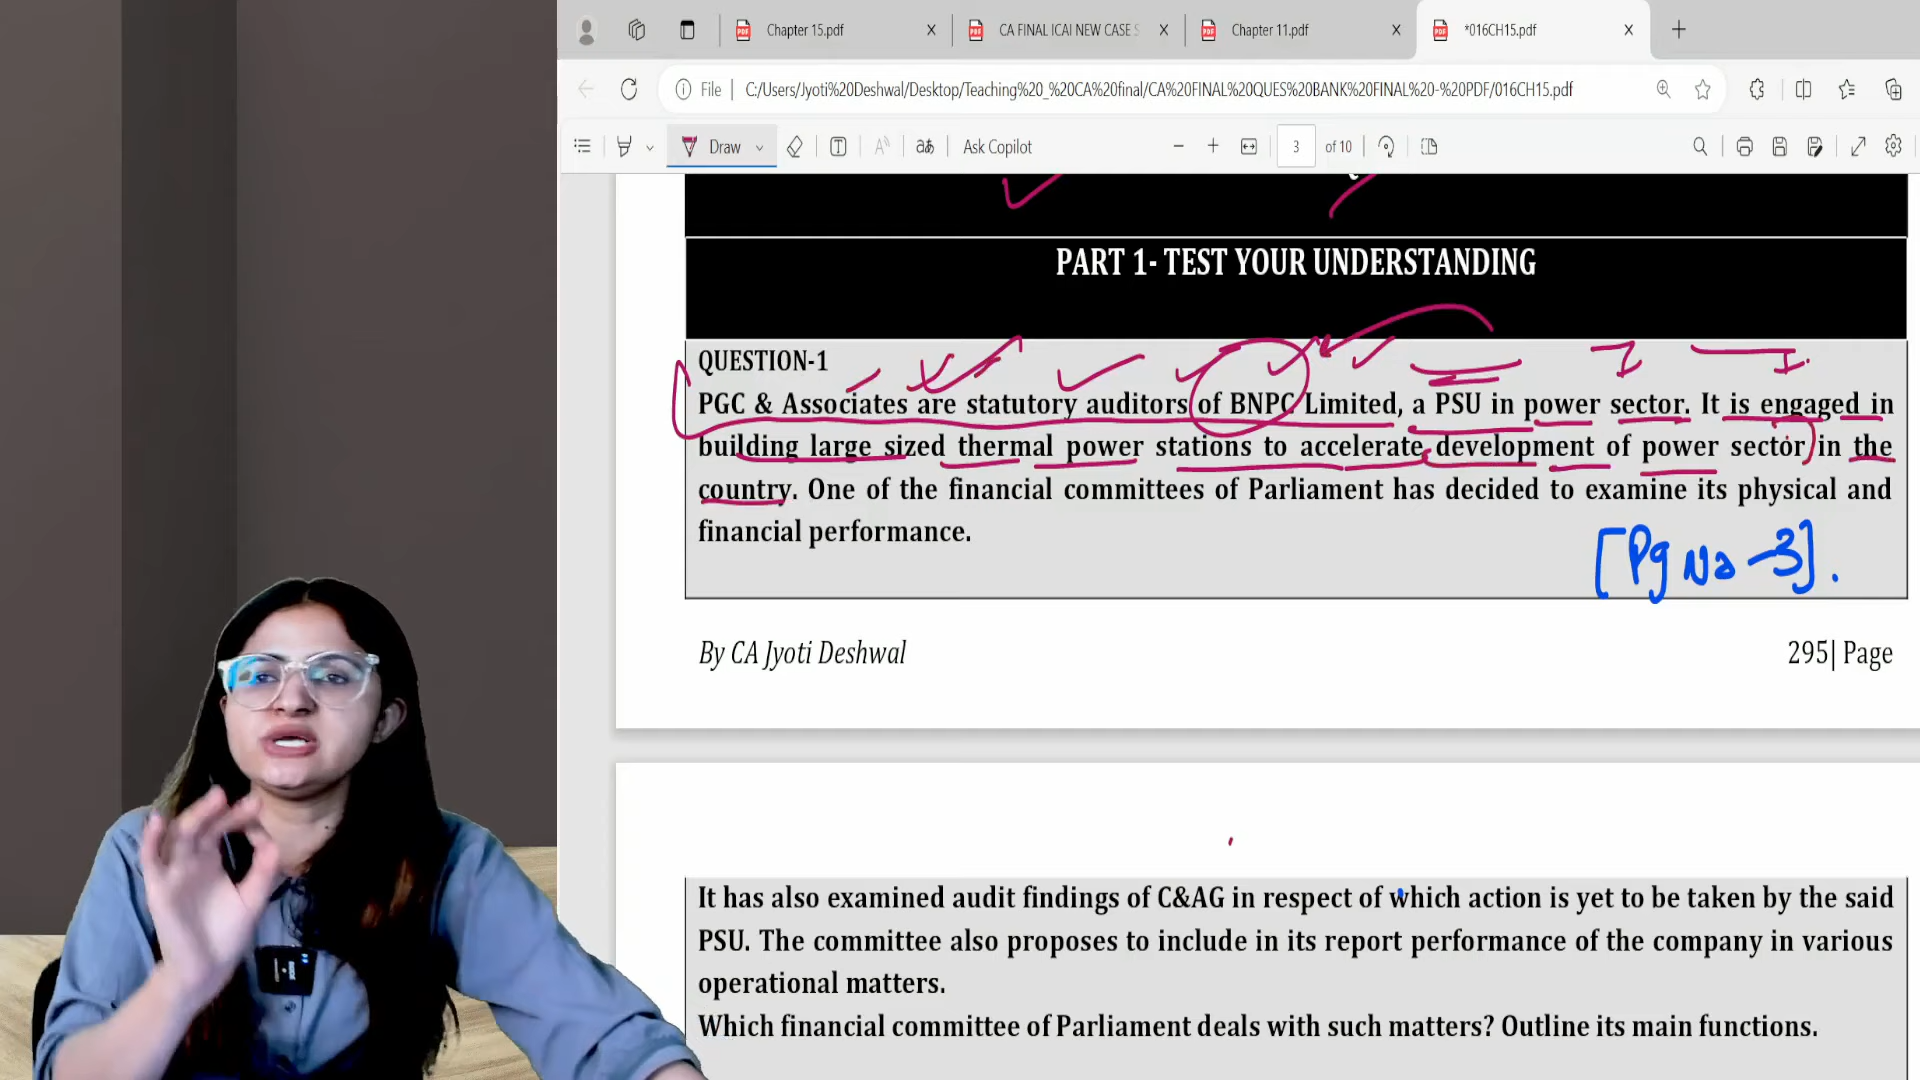 Chapter 15.pdf
CA FINAL ICAI NEW CASE S
Chapter 11.pdf
*016CH15.pdf
File
C:/Users/Jyoti%20Deshwal/Desktop/Teaching%20_%20CA%20final/CA%20FINAL%20QUES%20BANK%20FINAL%20-%20PDF/016CH15.pdf
Draw
Ask Copilot
3 of 10
PART 1- TEST YOUR UNDERSTANDING
QUESTION-1
PGC & Associates are statutory auditors of BNPC Limited, a PSU in power sector. It is engaged in
building large sized thermal power stations to accelerate development of power sector in the
country. One of the financial committees of Parliament has decided to examine its physical and
financial performance.
[Pg No -3].
By CA Jyoti Deshwal
295| Page
It has also examined audit findings of C&AG in respect of which action is yet to be taken by the said
PSU. The committee also proposes to include in its report performance of the company in various
operational matters.
Which financial committee of Parliament deals with such matters? Outline its main functions.